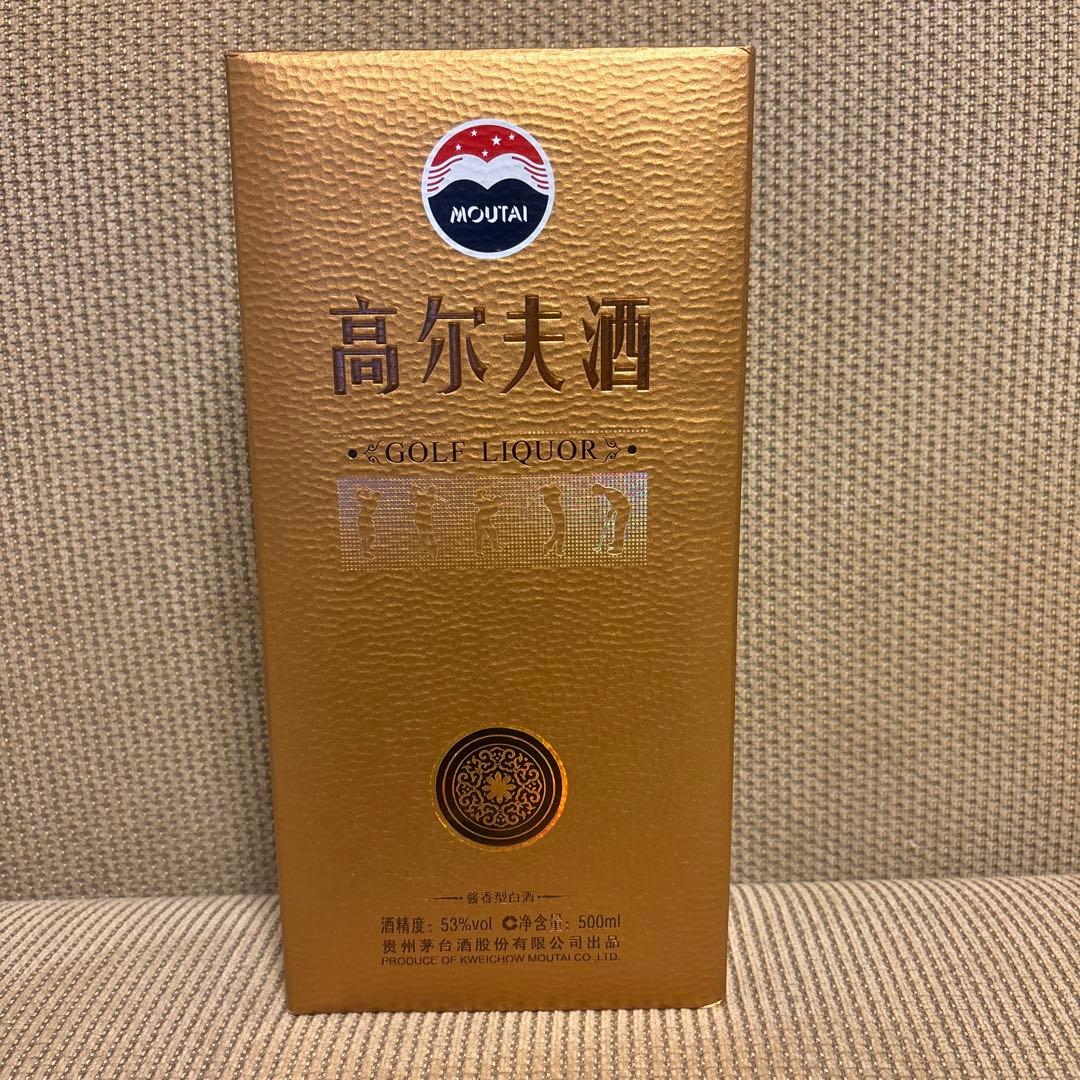 MOUTAI
高尔夫酒
GOLF LIQUOR
酱香型白酒
酒精度：53%vol 净含量：500ml
贵州茅台酒股份有限公司出品
PRODUCE OF KWEICHOW MOUTAI CO.,LTD.